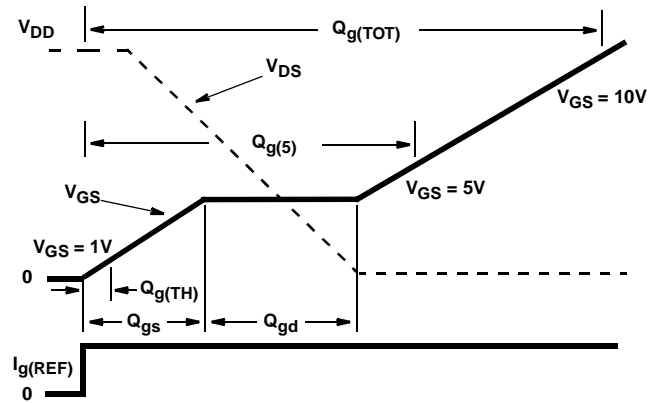 V_DD
Q_g(TOT)
V_DS
V_GS = 10V
Q_g(5)
V_GS
V_GS = 5V
V_GS = 1V
0
Q_g(TH)
Q_gs
Q_gd
I_g(REF)
0